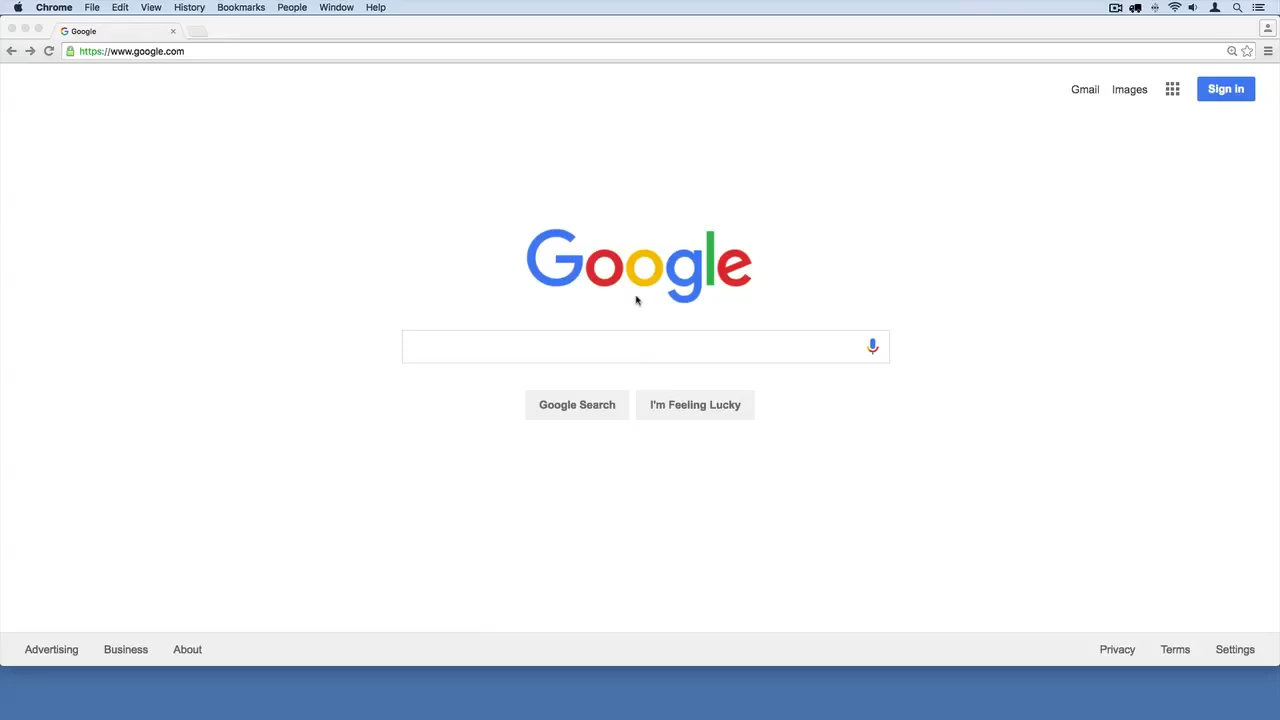 Chrome File Edit View History Bookmarks People Window Help
Google
https://www.google.com
Gmail Images Sign in
Google
Google Search I'm Feeling Lucky
Advertising Business About Privacy Terms Settings